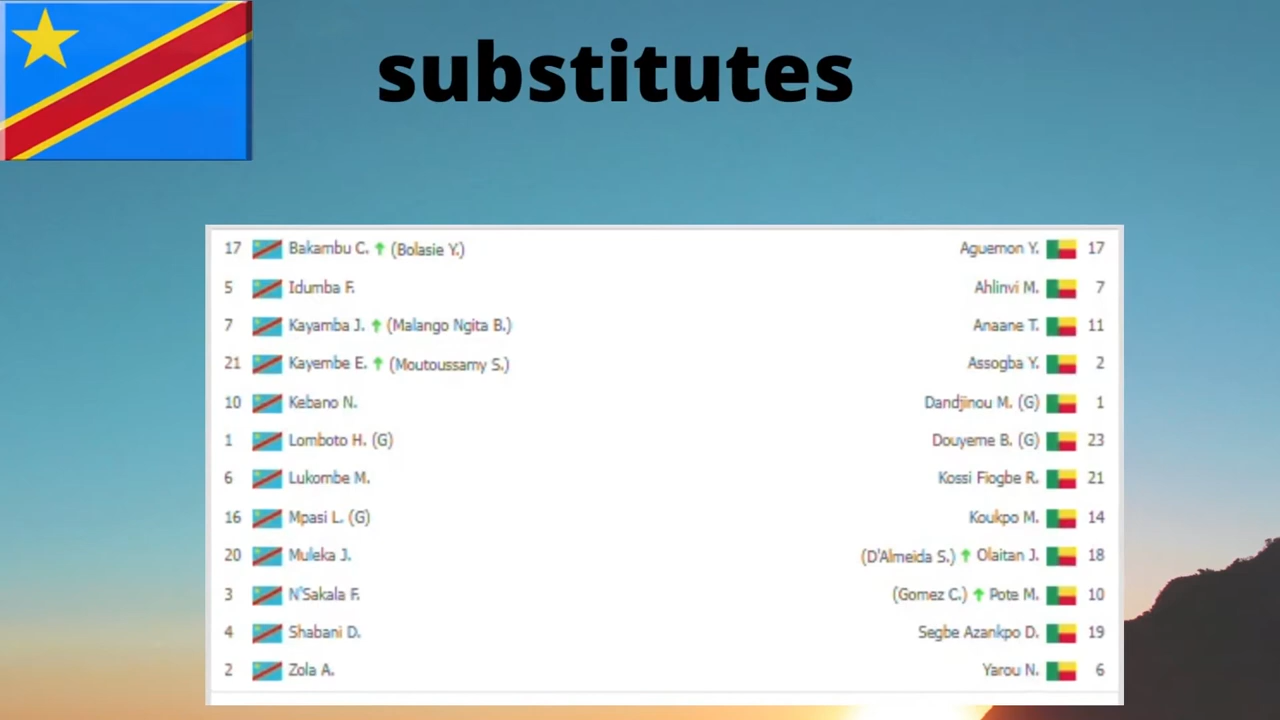 substitutes
17 Bakambu C. ↑ (Bolasie Y.) Aguemon Y. 17
5 Idumba F. Ahlinvi M. 7
7 Kayamba J. ↑ (Malango Ngita B.) Anaane T. 11
21 Kayembe E. ↑ (Moutoussamy S.) Assogba Y. 2
10 Kebano N. Dandjinou M. (G) 1
1 Lomboto H. (G) Douyeme B. (G) 23
6 Lukombe M. Kossi Fiogbe R. 21
16 Mpasi L. (G) Koukpo M. 14
20 Muleka J. (D'Almeida S.) ↑ Olaitan J. 18
3 N'Sakala F. (Gomez C.) ↑ Pote M. 10
4 Shabani D. Segbe Azankpo D. 19
2 Zola A. Yarou N. 6